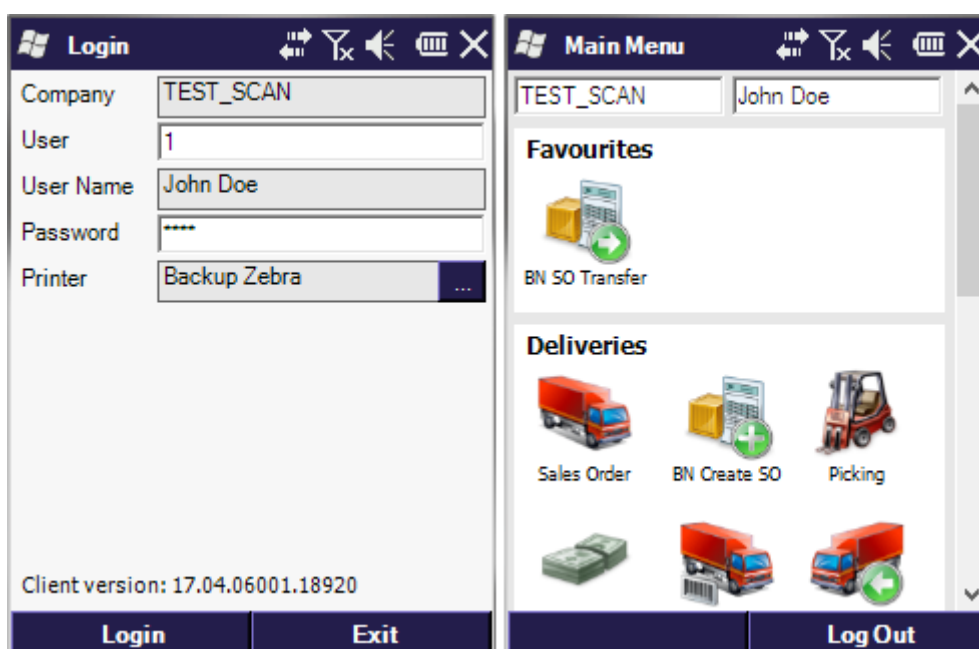 Login
Company TEST_SCAN
User 1
User Name John Doe
Password ****
Printer Backup Zebra ...
Client version: 17.04.06001.18920
Login Exit
Main Menu
TEST_SCAN John Doe
Favourites
BN SO Transfer
Deliveries
Sales Order BN Create SO Picking
Log Out